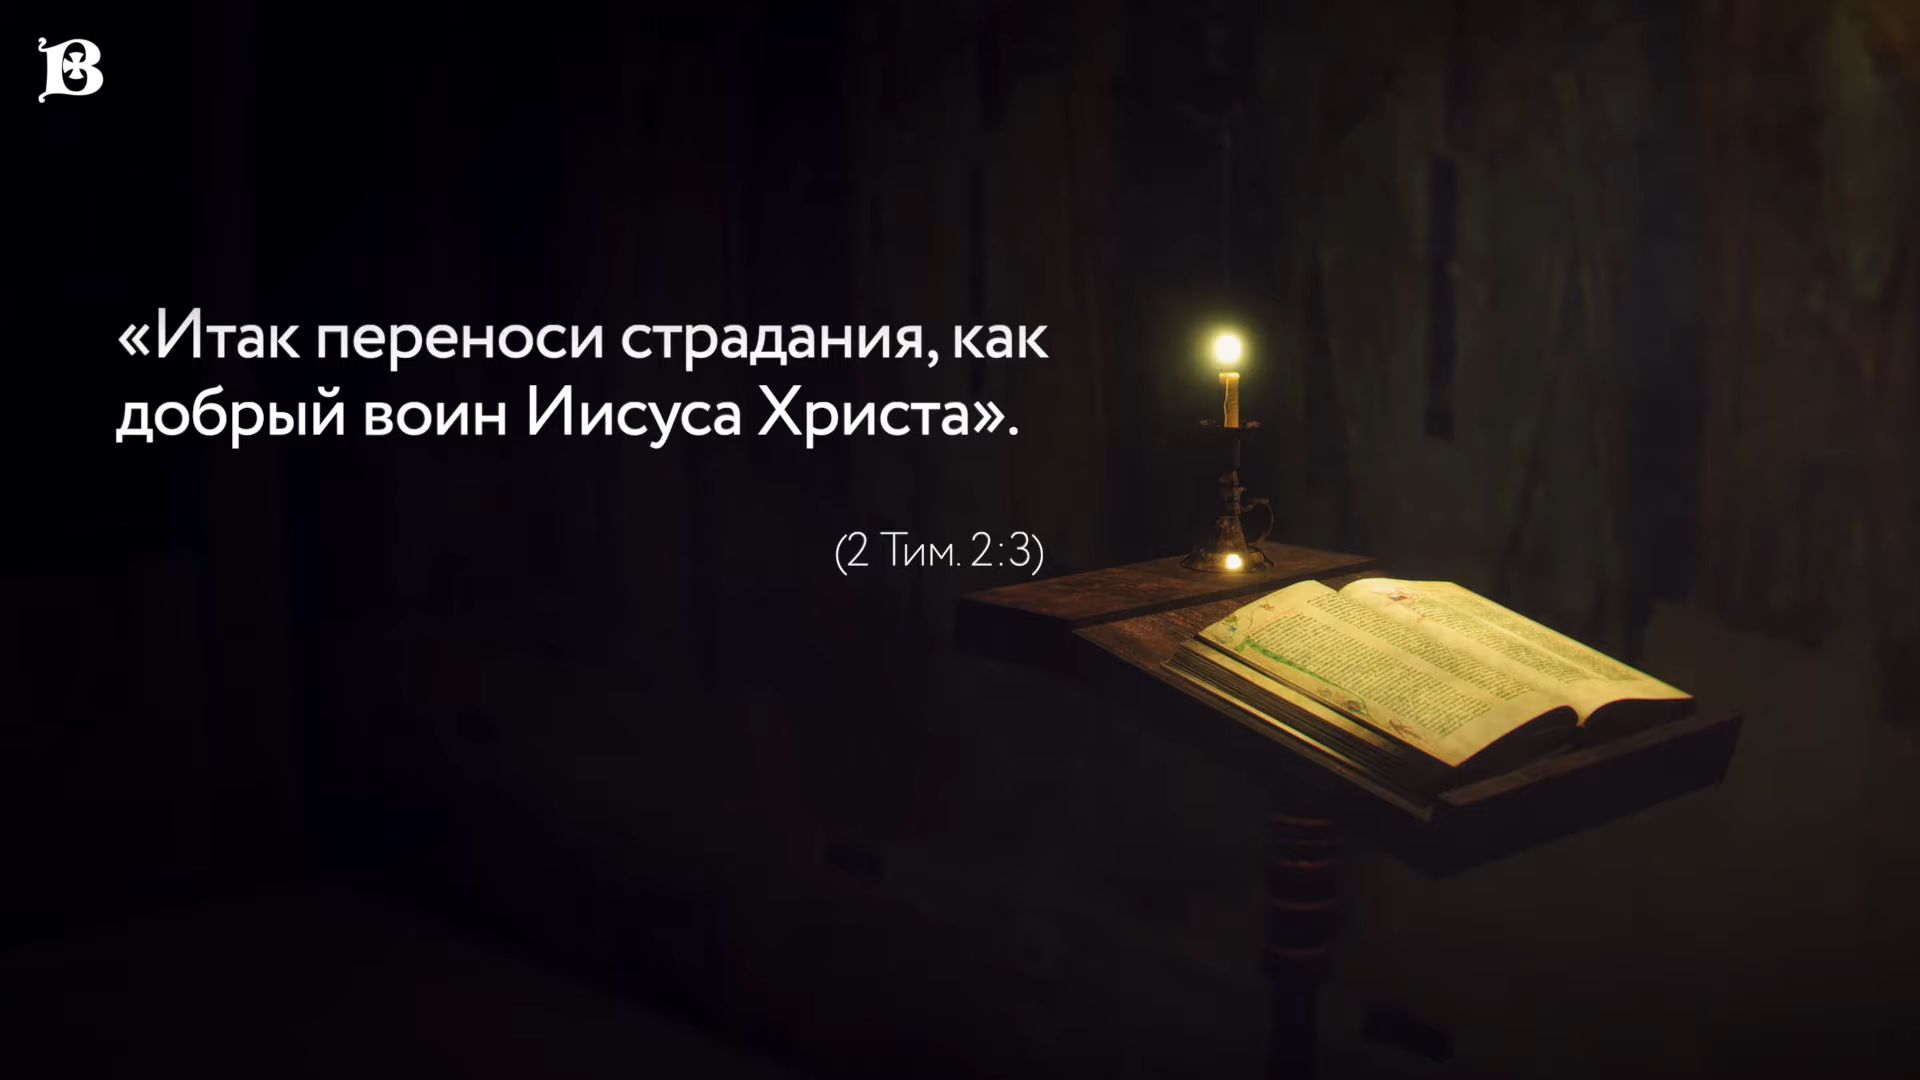 «Итак переноси страдания, как
добрый воин Иисуса Христа».
(2 Тим. 2:3)